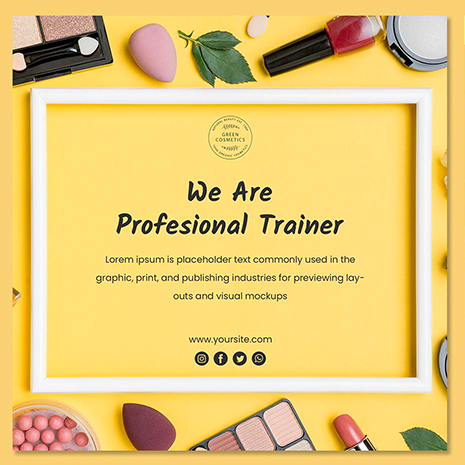 GREEN
COSMETICS
We Are
Profesional Trainer
Lorem ipsum is placeholder text commonly used in the
graphic, print, and publishing industries for previewing lay-
outs and visual mockups
www.yoursite.com